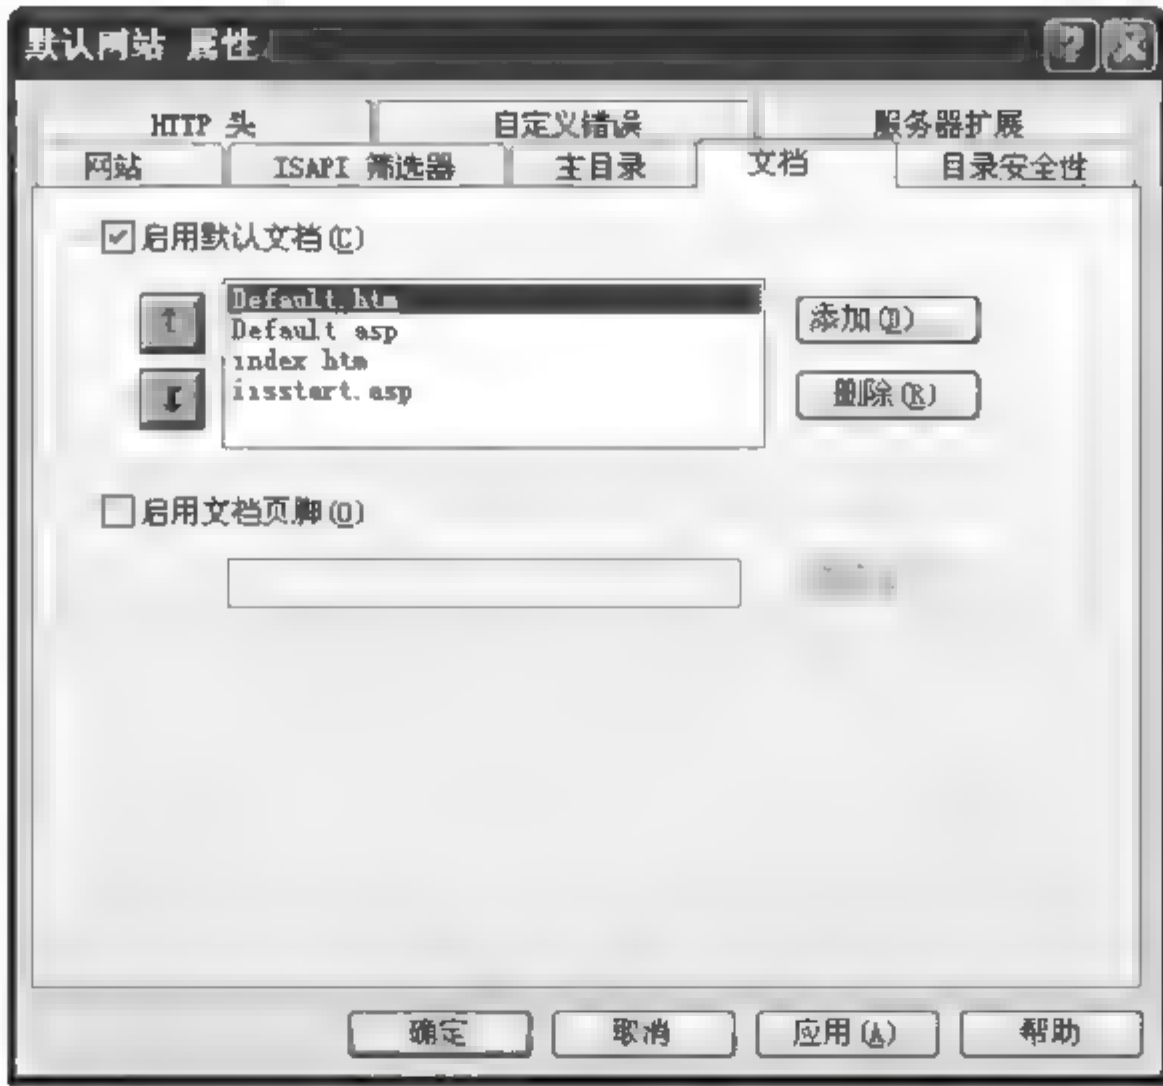 默认网站 属性
HTTP 头 自定义错误 服务器扩展
网站 ISAPI 筛选器 主目录 文档 目录安全性
启用默认文档(C)
Default.htm
Default.asp
index.htm
iisstart.asp
添加(D)
删除(R)
启用文档页脚(O)
确定 取消 应用(A) 帮助